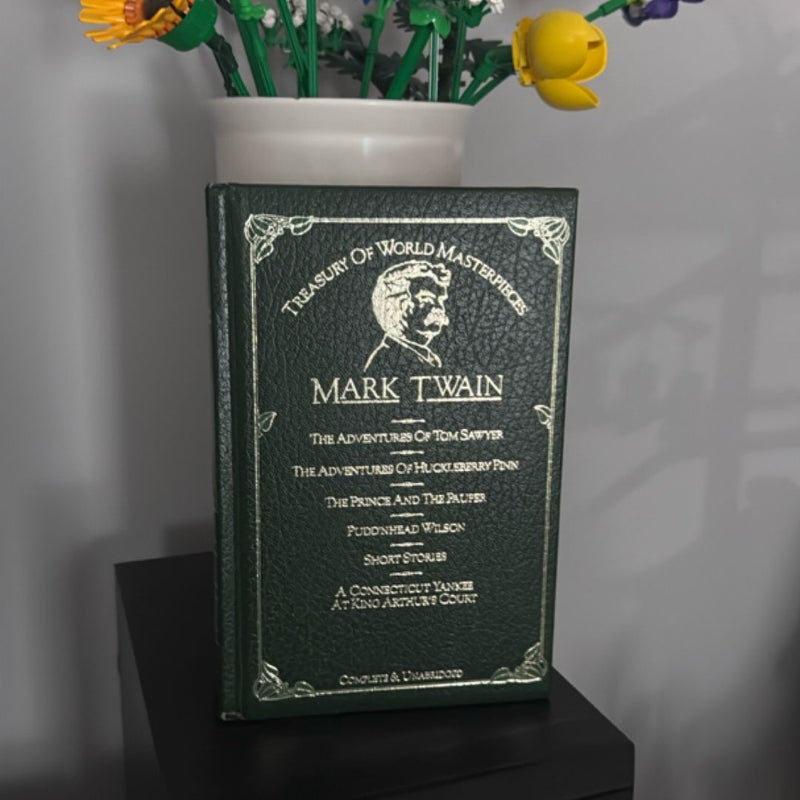 Treasury Of World Masterpieces
Mark Twain
The Adventures Of Tom Sawyer
The Adventures Of Huckleberry Finn
The Prince And The Pauper
Pudd'nhead Wilson
Short Stories
A Connecticut Yankee
At King Arthur's Court
Complete & Unabridged